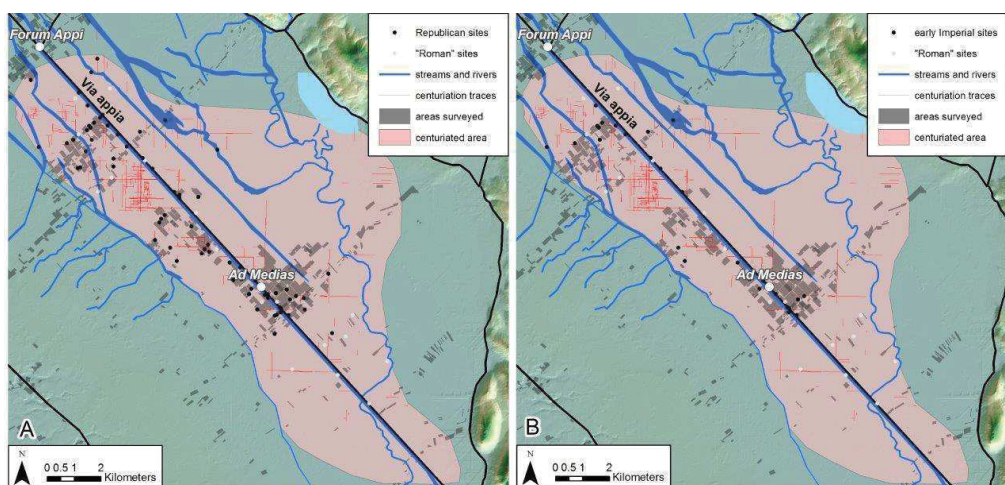 Forum Appi
Via appia
Ad Medias
Republican sites
"Roman" sites
streams and rivers
centuriation traces
areas surveyed
centuriated area
A
N
0 0.5 1 2
Kilometers
Forum Appi
Via appia
Ad Medias
early Imperial sites
"Roman" sites
streams and rivers
centuriation traces
areas surveyed
centuriated area
B
N
0 0.5 1 2
Kilometers